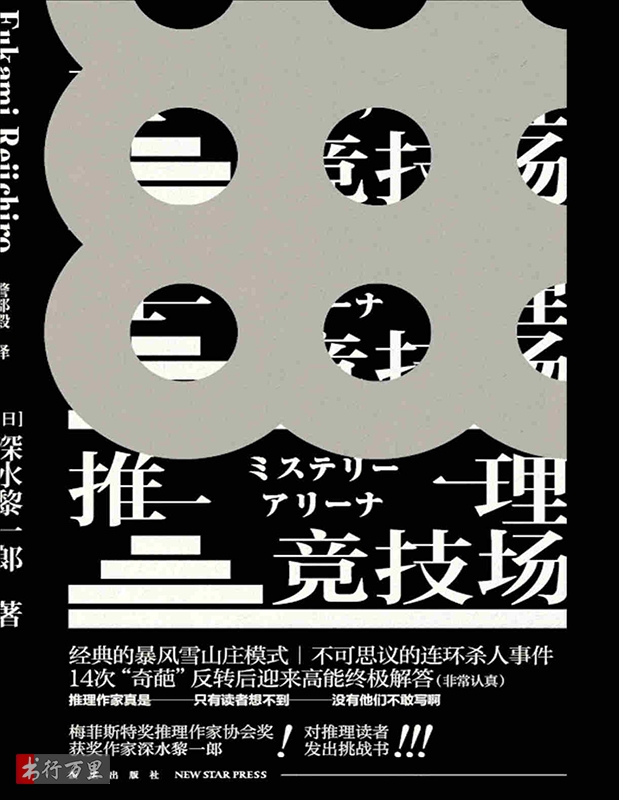 Fukami Reiichiro
譯
[日]
深水黎一郎 著
推理
ミステリー
アリーナ
竞技场
经典的暴风雪山庄模式｜不可思议的连环杀人事件
14次“奇葩”反转后迎来高能终极解答（非常认真）
推理作家真是———只有读者想不到———没有他们不敢写啊
梅菲斯特奖推理作家协会奖
获奖作家深水黎一郎
!
对推理读者
发出挑战书
!!!
书行万里
出版社 NEW STAR PRESS